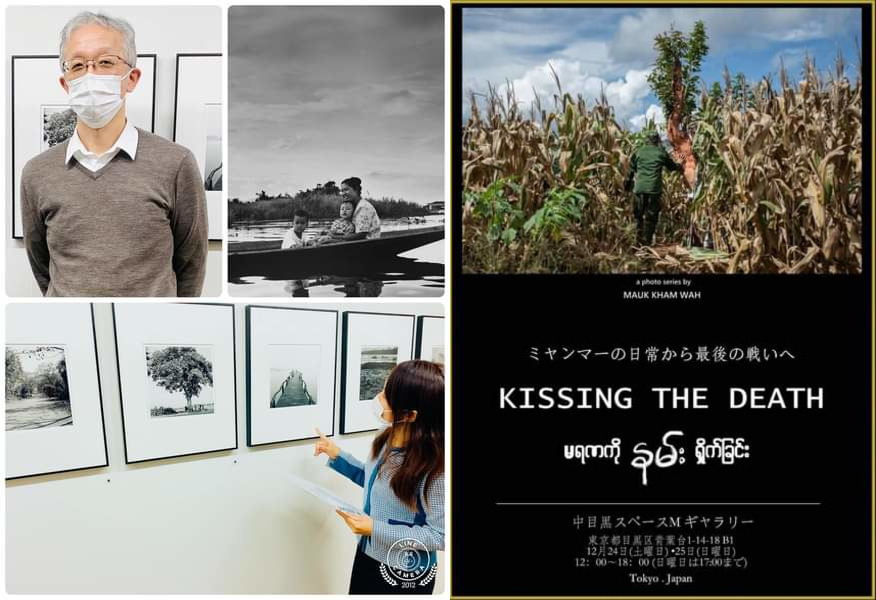 a photo series by
MAUK KHAM WAH
ミヤンマーの日常から最後の戦いへ
KISSING THE DEATH
မရဏကို နမ်း ရှိုက်ခြင်း
中目黒スペースM ギャラリー
東京都目黒区青葉台1-14-18 B1
12月24日(土曜日) •25日(日曜日)
12：00～18：00 (日曜日は17:00まで)
Tokyo . Japan
LINE
CAMERA
2012